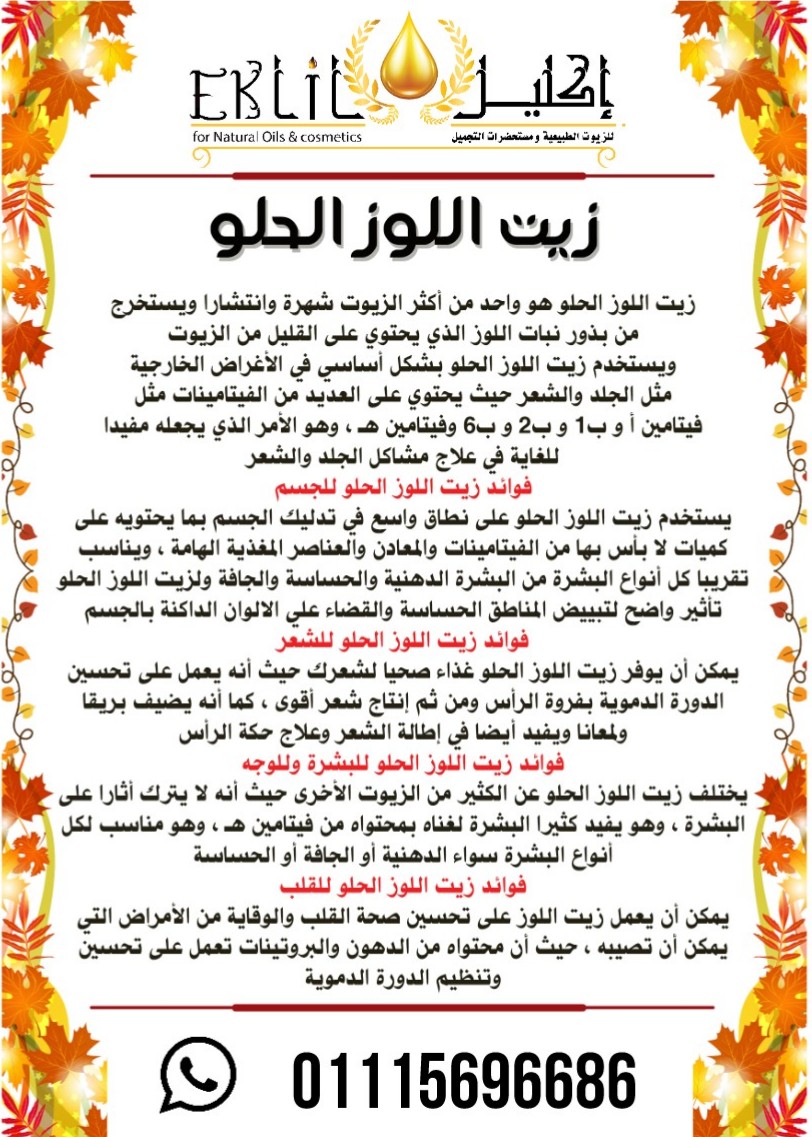 EKLIL إكليل
for Natural Oils & cosmetics للزيوت الطبيعية ومستحضرات التجميل
زيت اللوز الحلو
زيت اللوز الحلو هو واحد من أكثر الزيوت شهرة وانتشارا ويستخرج
من بذور نبات اللوز الذي يحتوي على القليل من الزيوت
ويستخدم زيت اللوز الحلو بشكل أساسي في الأغراض الخارجية
مثل الجلد والشعر حيث يحتوي على العديد من الفيتامينات مثل
فيتامين أ و ب1 و ب2 و ب6 وفيتامين هـ ، وهو الأمر الذي يجعله مفيدا
للغاية في علاج مشاكل الجلد والشعر
فوائد زيت اللوز الحلو للجسم
يستخدم زيت اللوز الحلو على نطاق واسع في تدليك الجسم بما يحتويه على
كميات لا بأس بها من الفيتامينات والمعادن والعناصر المغذية الهامة ، ويناسب
تقريبا كل أنواع البشرة من البشرة الدهنية والحساسة والجافة ولزيت اللوز الحلو
تأثير واضح لتبييض المناطق الحساسة والقضاء علي الالوان الداكنة بالجسم
فوائد زيت اللوز الحلو للشعر
يمكن أن يوفر زيت اللوز الحلو غذاء صحيا لشعرك حيث أنه يعمل على تحسين
الدورة الدموية بفروة الرأس ومن ثم إنتاج شعر أقوى ، كما أنه يضيف بريقا
ولمعانا ويفيد أيضا في إطالة الشعر وعلاج حكة الرأس
فوائد زيت اللوز الحلو للبشرة وللوجه
يختلف زيت اللوز الحلو عن الكثير من الزيوت الأخرى حيث أنه لا يترك أثارا على
البشرة ، وهو يفيد كثيرا البشرة لغناه بمحتواه من فيتامين هـ ، وهو مناسب لكل
أنواع البشرة سواء الدهنية أو الجافة أو الحساسة
فوائد زيت اللوز الحلو للقلب
يمكن أن يعمل زيت اللوز على تحسين صحة القلب والوقاية من الأمراض التي
يمكن أن تصيبه ، حيث أن محتواه من الدهون والبروتينات تعمل على تحسين
وتنظيم الدورة الدموية
01115696686